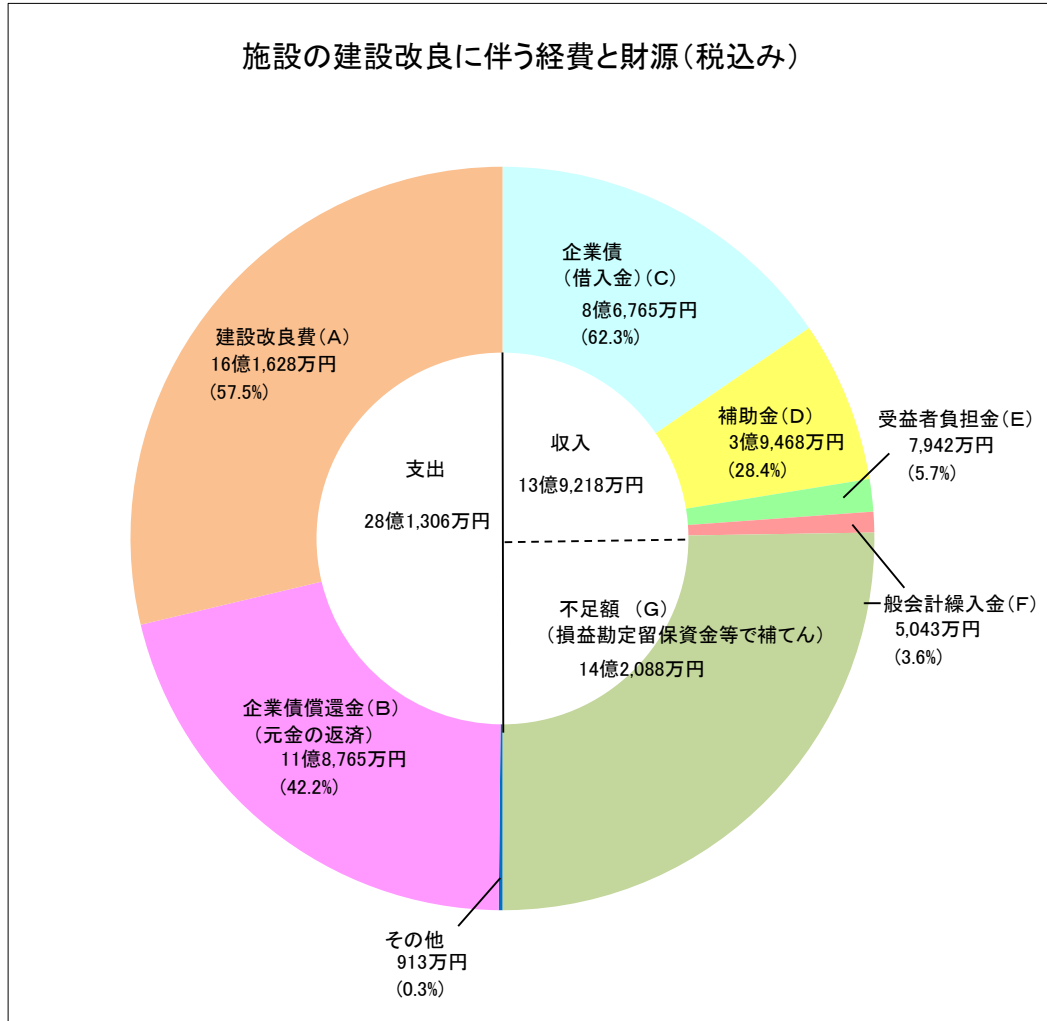 施設の建設改良に伴う経費と財源(税込み)
企業債
(借入金)(C)
8億6,765万円
(62.3%)
建設改良費(A)
16億1,628万円
(57.5%)
補助金(D)
3億9,468万円
(28.4%)
受益者負担金(E)
7,942万円
(5.7%)
収入
13億9,218万円
支出
28億1,306万円
一般会計繰入金(F)
5,043万円
(3.6%)
不足額 (G)
(損益勘定留保資金等で補てん)
14億2,088万円
企業債償還金(B)
(元金の返済)
11億8,765万円
(42.2%)
その他
913万円
(0.3%)